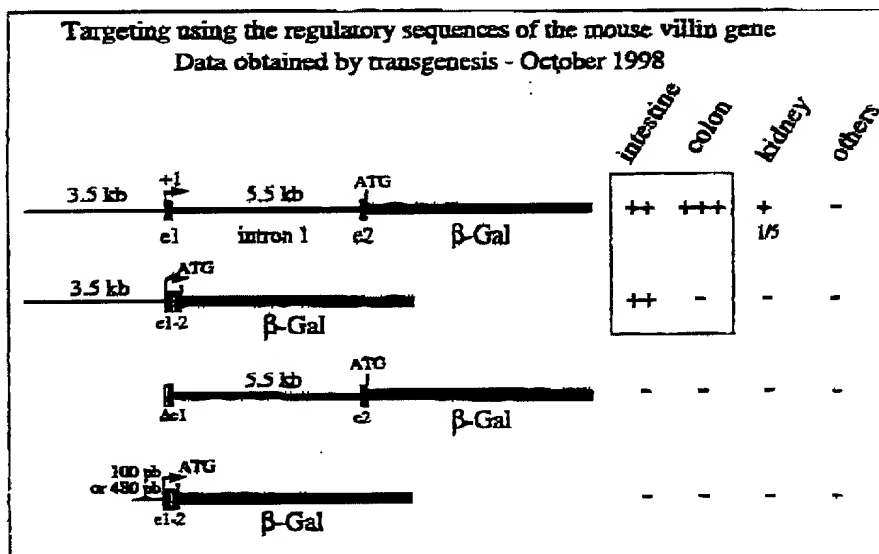 Targeting using the regulatory sequences of the mouse villin gene
Data obtained by transgenesis - October 1998
intestine colon kidney others
3.5 kb +1 5.5 kb ATG
e1 intron 1 e2 β-Gal
++ +++ + -
1/5
3.5 kb ATG
e1-2 β-Gal
++ - - -
5.5 kb ATG
Δe1 e2 β-Gal
- - - -
100 pb ATG
or 480 pb
e1-2 β-Gal
- - - -